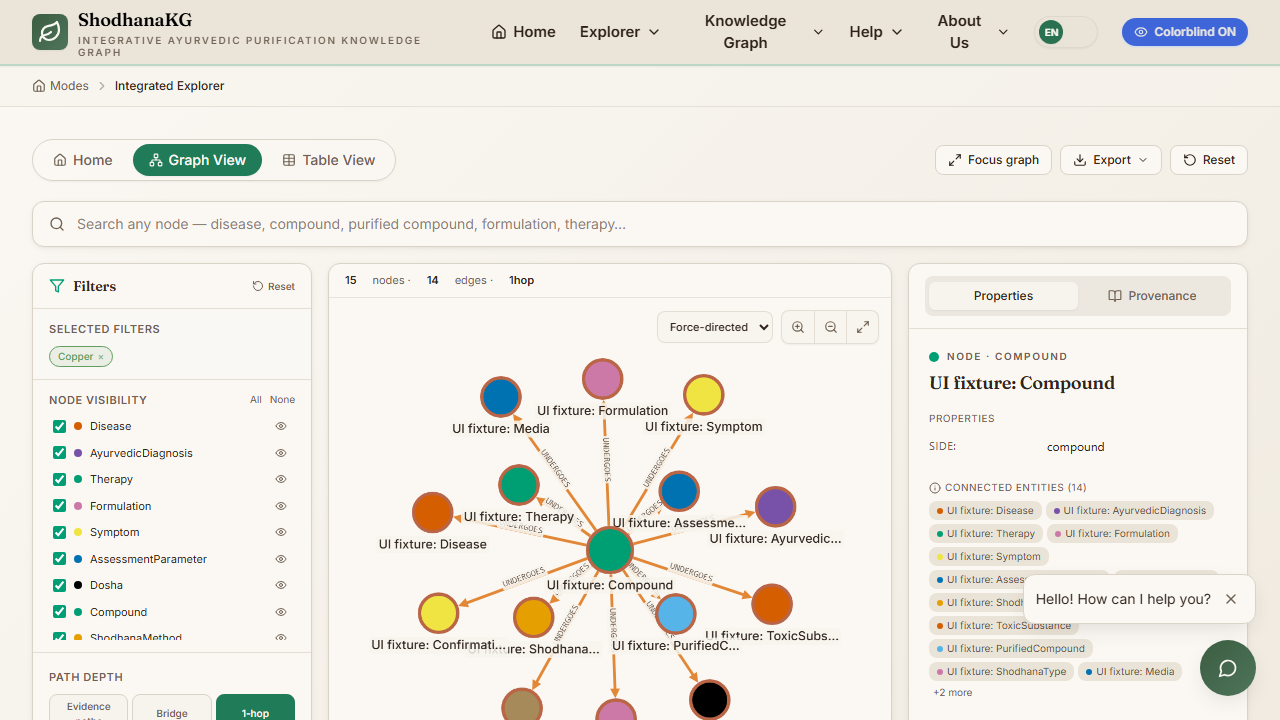 ShodhanaKG
INTEGRATIVE AYURVEDIC PURIFICATION KNOWLEDGE
GRAPH
Home
Explorer
Knowledge
Graph
Help
About
Us
EN
Colorblind ON
Modes
Integrated Explorer
Home
Graph View
Table View
Focus graph
Export
Reset
Search any node — disease, compound, purified compound, formulation, therapy...
Filters
Reset
SELECTED FILTERS
Copper ×
NODE VISIBILITY
All None
Disease
AyurvedicDiagnosis
Therapy
Formulation
Symptom
AssessmentParameter
Dosha
Compound
ShodhanaMethod
PATH DEPTH
Evidence
Bridge
1-hop
15 nodes · 14 edges · 1hop
Force-directed
UI fixture: Formulation
UI fixture: Media
UI fixture: Symptom
UNDERGOES
UNDERGOES
UNDERGOES
UI fixture: Therapy
UI fixture: Assessme...
UI fixture: Disease
UI fixture: Ayurvedic...
UNDERGOES
UNDERGOES
UI fixture: Compound
UI fixture: Confirmati...
UI fixture: PurifiedC...
UI fixture: ToxicSubs...
Properties
Provenance
NODE · COMPOUND
UI fixture: Compound
PROPERTIES
SIDE:
compound
CONNECTED ENTITIES (14)
UI fixture: Disease
UI fixture: AyurvedicDiagnosis
UI fixture: Therapy
UI fixture: Formulation
UI fixture: Symptom
Hello! How can I help you?
UI fixture: ToxicSubstance
UI fixture: PurifiedCompound
UI fixture: ShodhanaType
UI fixture: Media
+2 more